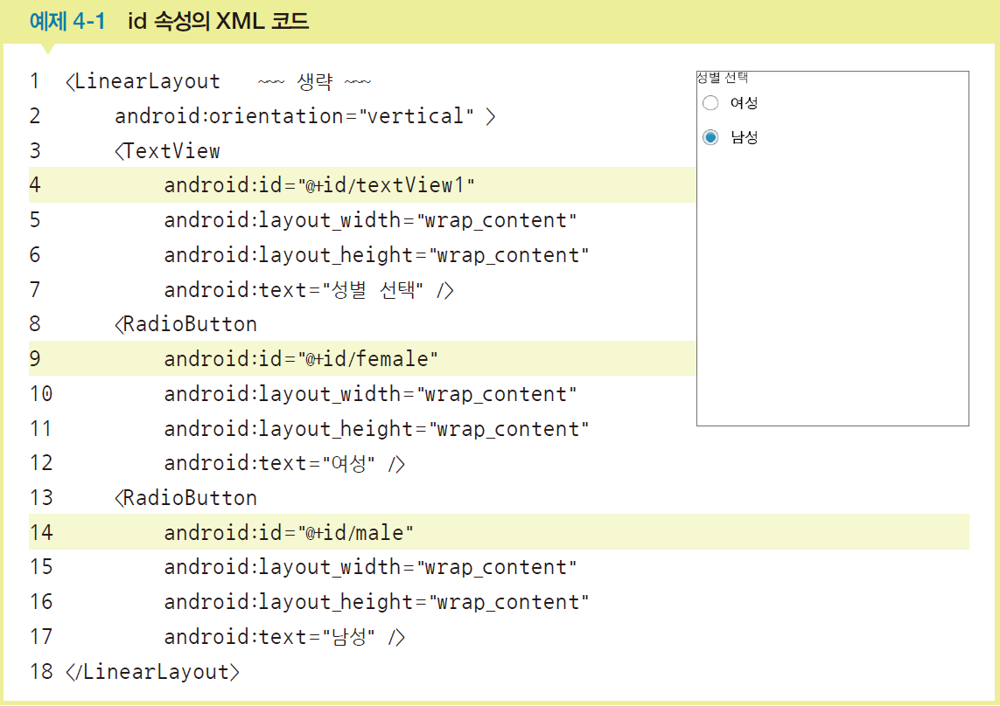 예제 4-1 id 속성의 XML 코드
1 <LinearLayout ~~~ 생략 ~~~
2 android:orientation="vertical" >
3 <TextView
4 android:id="@+id/textView1"
5 android:layout_width="wrap_content"
6 android:layout_height="wrap_content"
7 android:text="성별 선택" />
8 <RadioButton
9 android:id="@+id/female"
10 android:layout_width="wrap_content"
11 android:layout_height="wrap_content"
12 android:text="여성" />
13 <RadioButton
14 android:id="@+id/male"
15 android:layout_width="wrap_content"
16 android:layout_height="wrap_content"
17 android:text="남성" />
18 </LinearLayout>
성별 선택
여성
남성